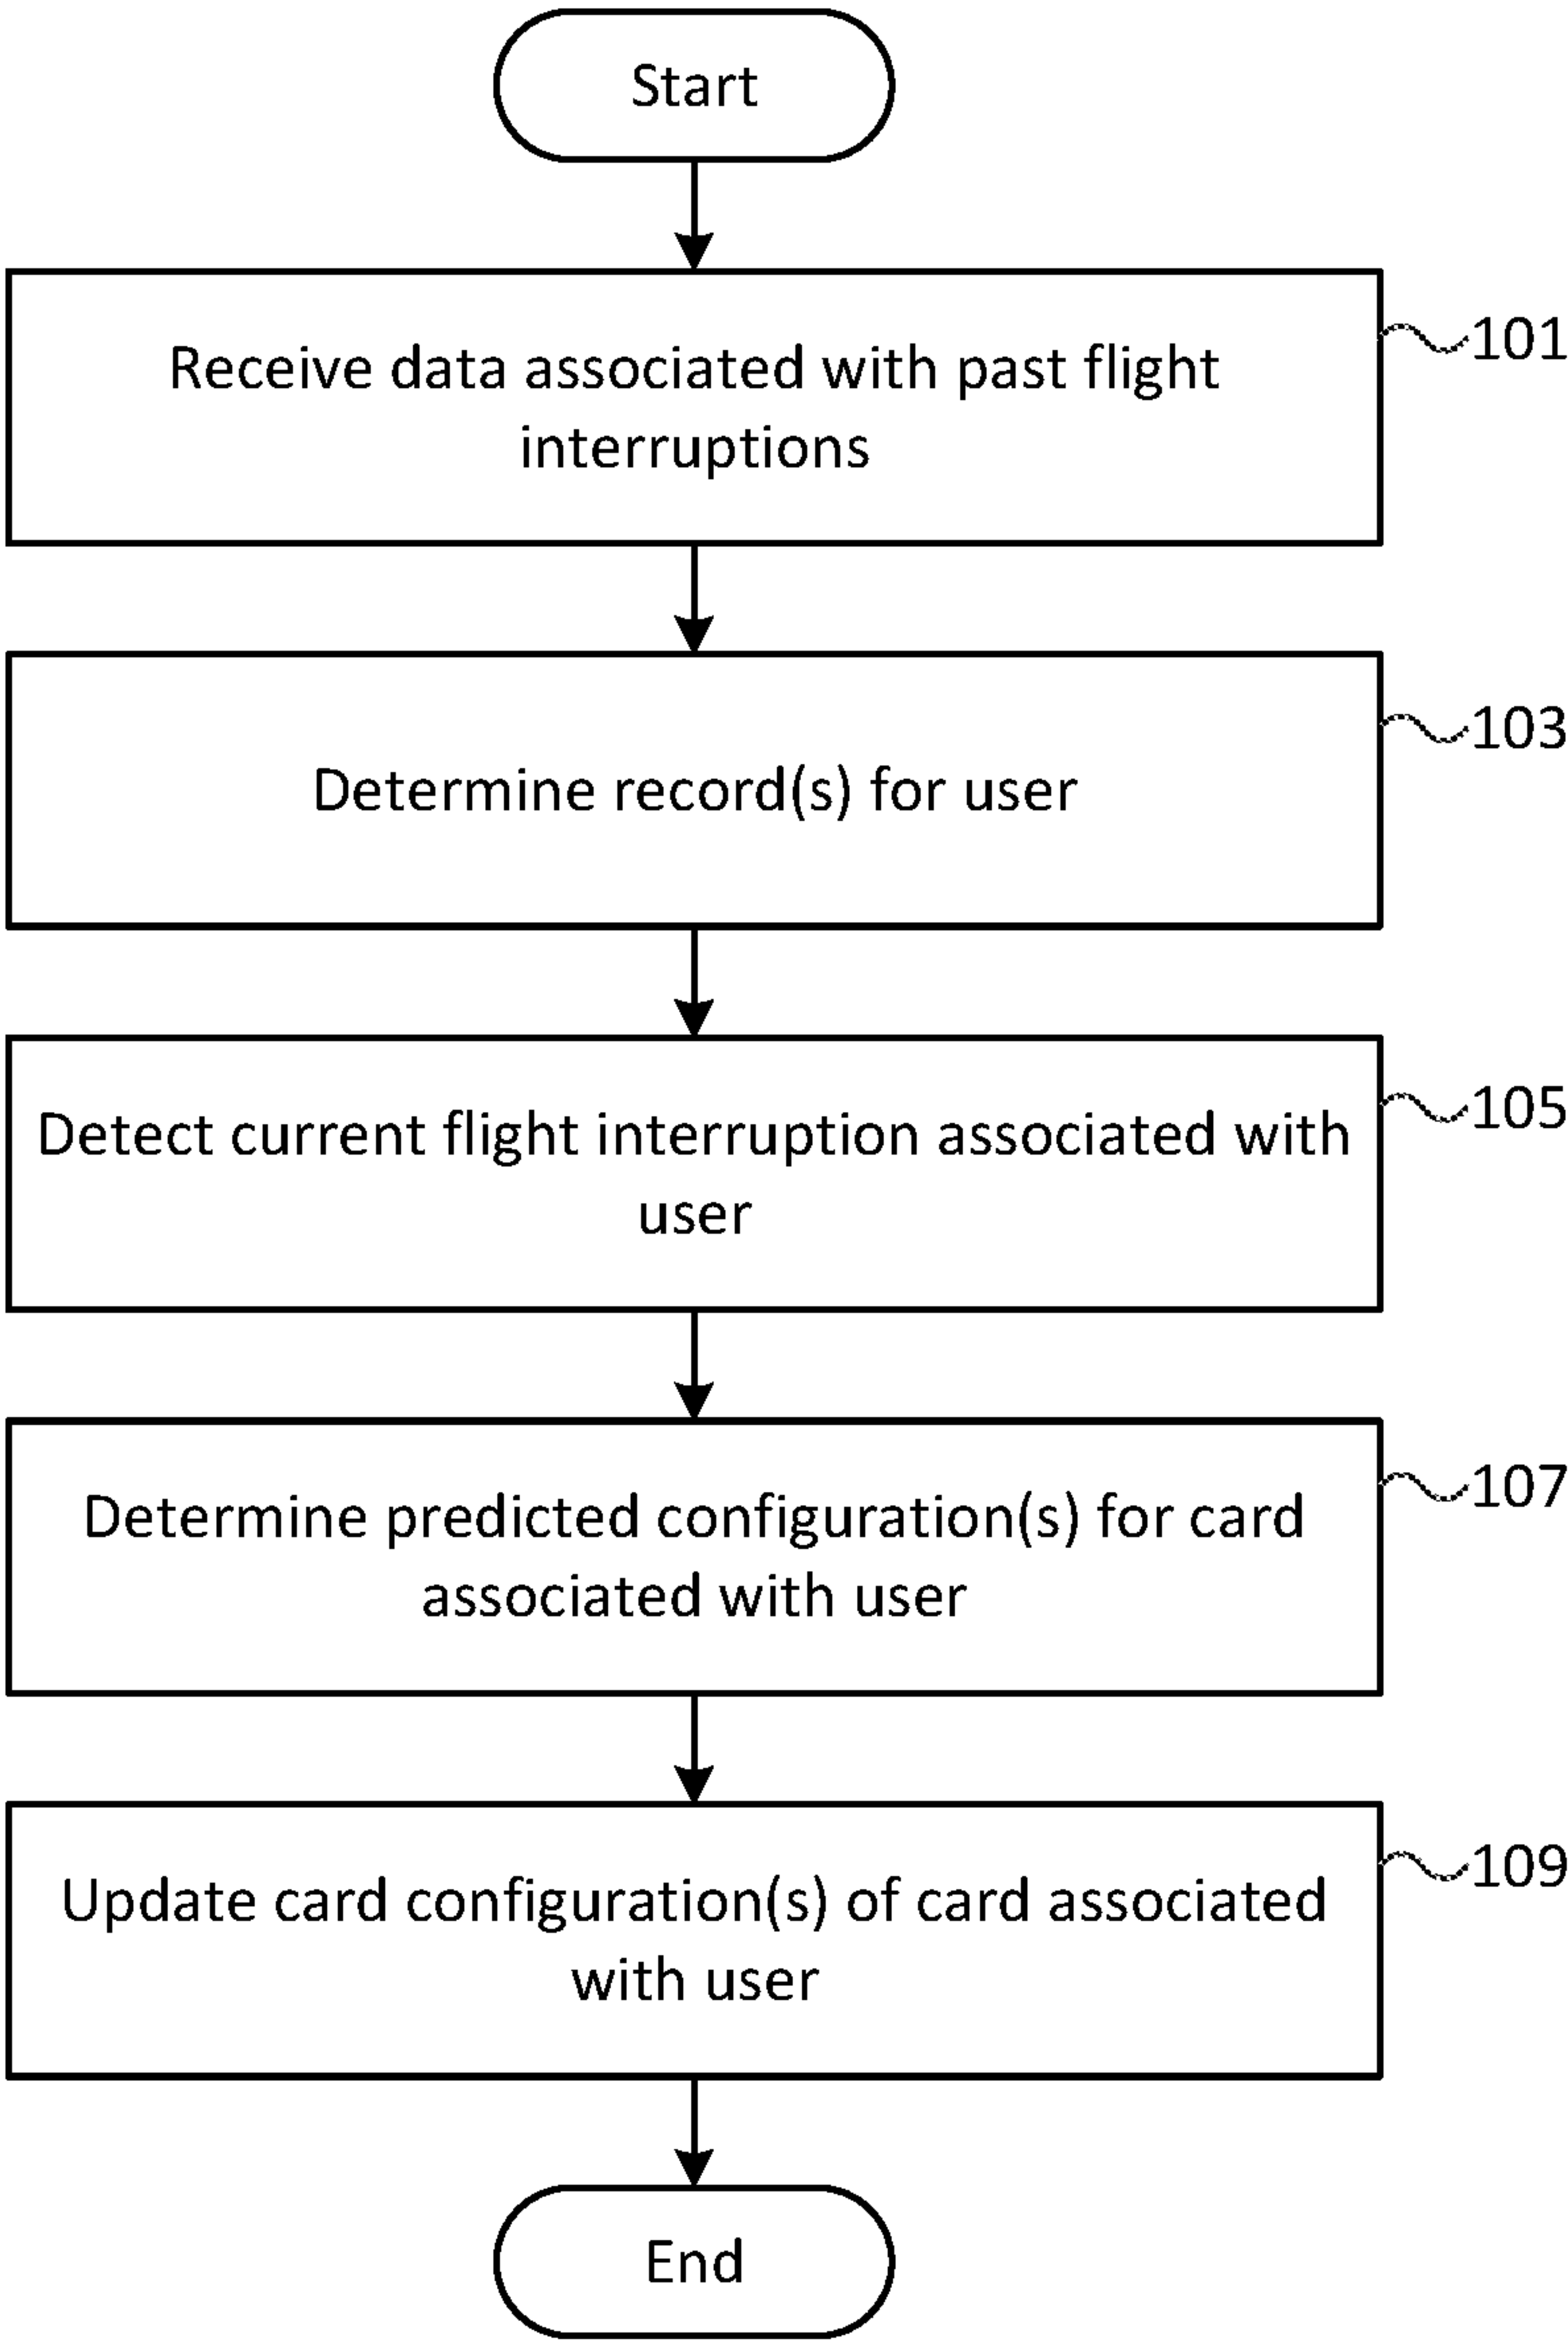 Start
Receive data associated with past flight
interruptions
101
Determine record(s) for user
103
Detect current flight interruption associated with
user
105
Determine predicted configuration(s) for card
associated with user
107
Update card configuration(s) of card associated
with user
109
End